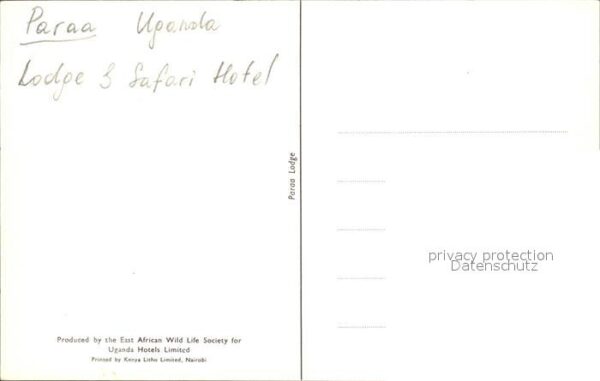 Paraa Uganda
Lodge & Safari Hotel
Paraa Lodge
privacy protection
Datenschutz
Produced by the East African Wild Life Society for
Uganda Hotels Limited
Printed by Kenya Litho Limited, Nairobi